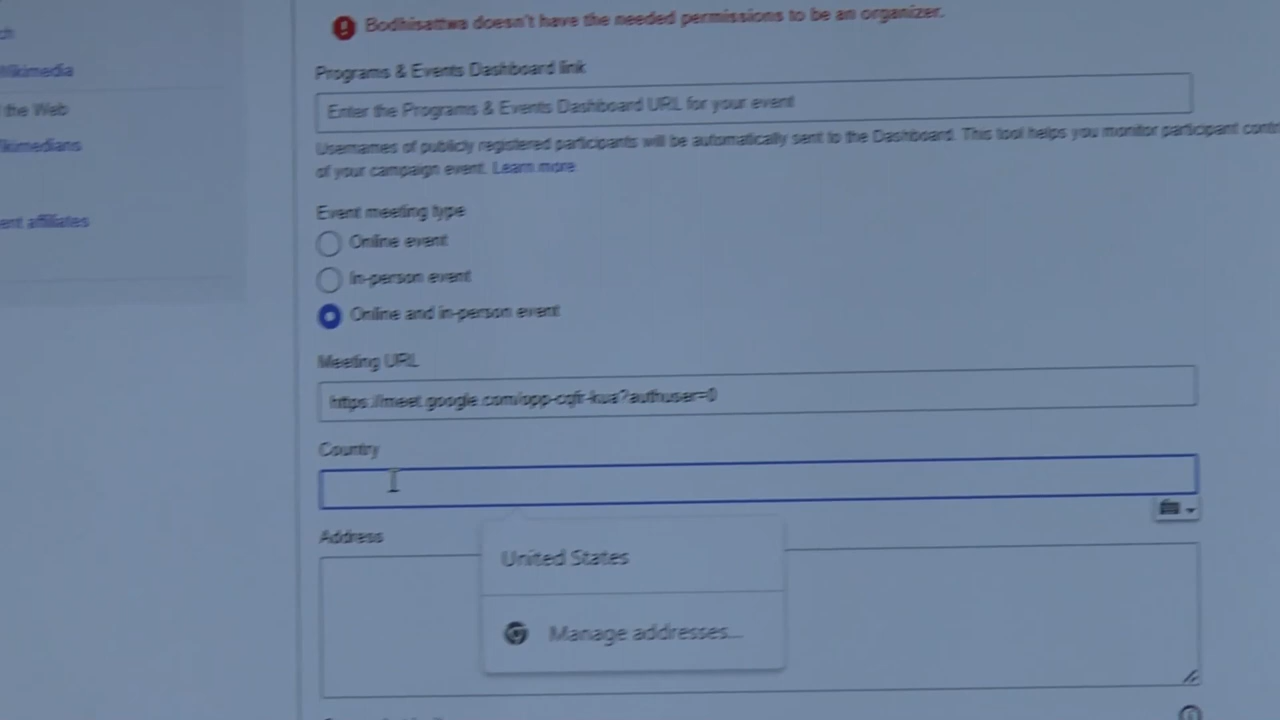 Bodhisattwa doesn't have the needed permissions to be an organizer.
Wikimedia
Programs & Events Dashboard link
the Web
Enter the Programs & Events Dashboard URL for your event
Usernames of publicly registered participants will be automatically sent to the Dashboard. This tool helps you monitor participant
of your campaign event. Learn more
affiliates
Event meeting type
Online event
In-person event
Online and in-person event
Meeting URL
Country
Address
United States
Manage addresses...